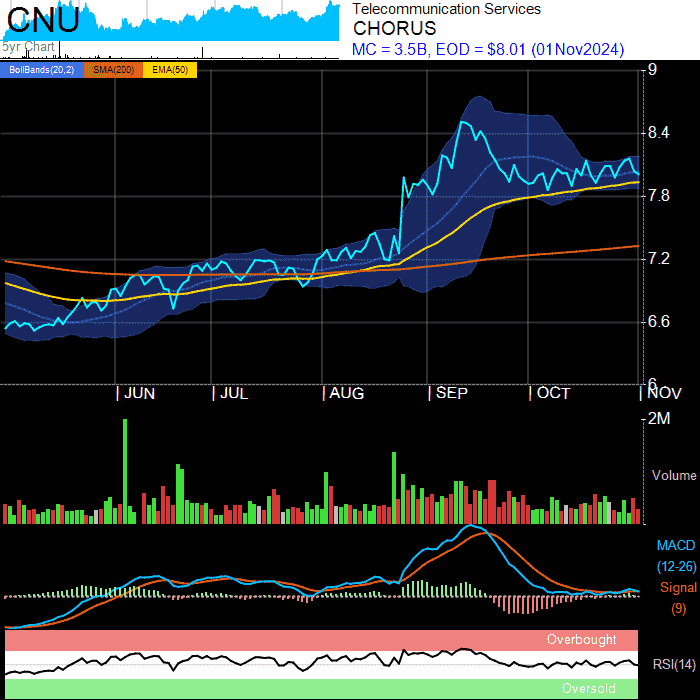 CNU
5yr Chart
Telecommunication Services
CHORUS
MC = 3.5B, EOD = $8.01 (01Nov2024)
BollBands(20,2) SMA(200) EMA(50)
9
8.4
7.8
7.2
6.6
6
JUN JUL AUG SEP OCT NOV
2M
Volume
MACD
(12-26)
Signal
(9)
Overbought
RSI(14)
Oversold